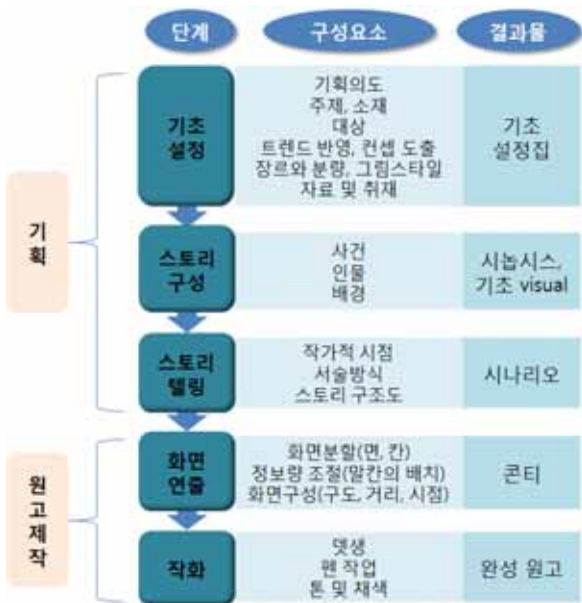 단계
구성요소
결과물
기획
기초
설정
기획의도
주제, 소재
대상
트렌드 반영, 컨셉 도출
장르와 분량, 그림스타일
자료 및 취재
기초
설정집
스토리
구성
사건
인물
배경
시놉시스,
기초 visual
스토리
텔링
작가적 시점
서술방식
스토리 구조도
시나리오
원고제작
화면
연출
화면분할(면, 칸)
정보량 조절(말칸의 배치)
화면구성(구도, 거리, 시점)
콘티
작화
뎃생
펜 작업
톤 및 채색
완성 원고